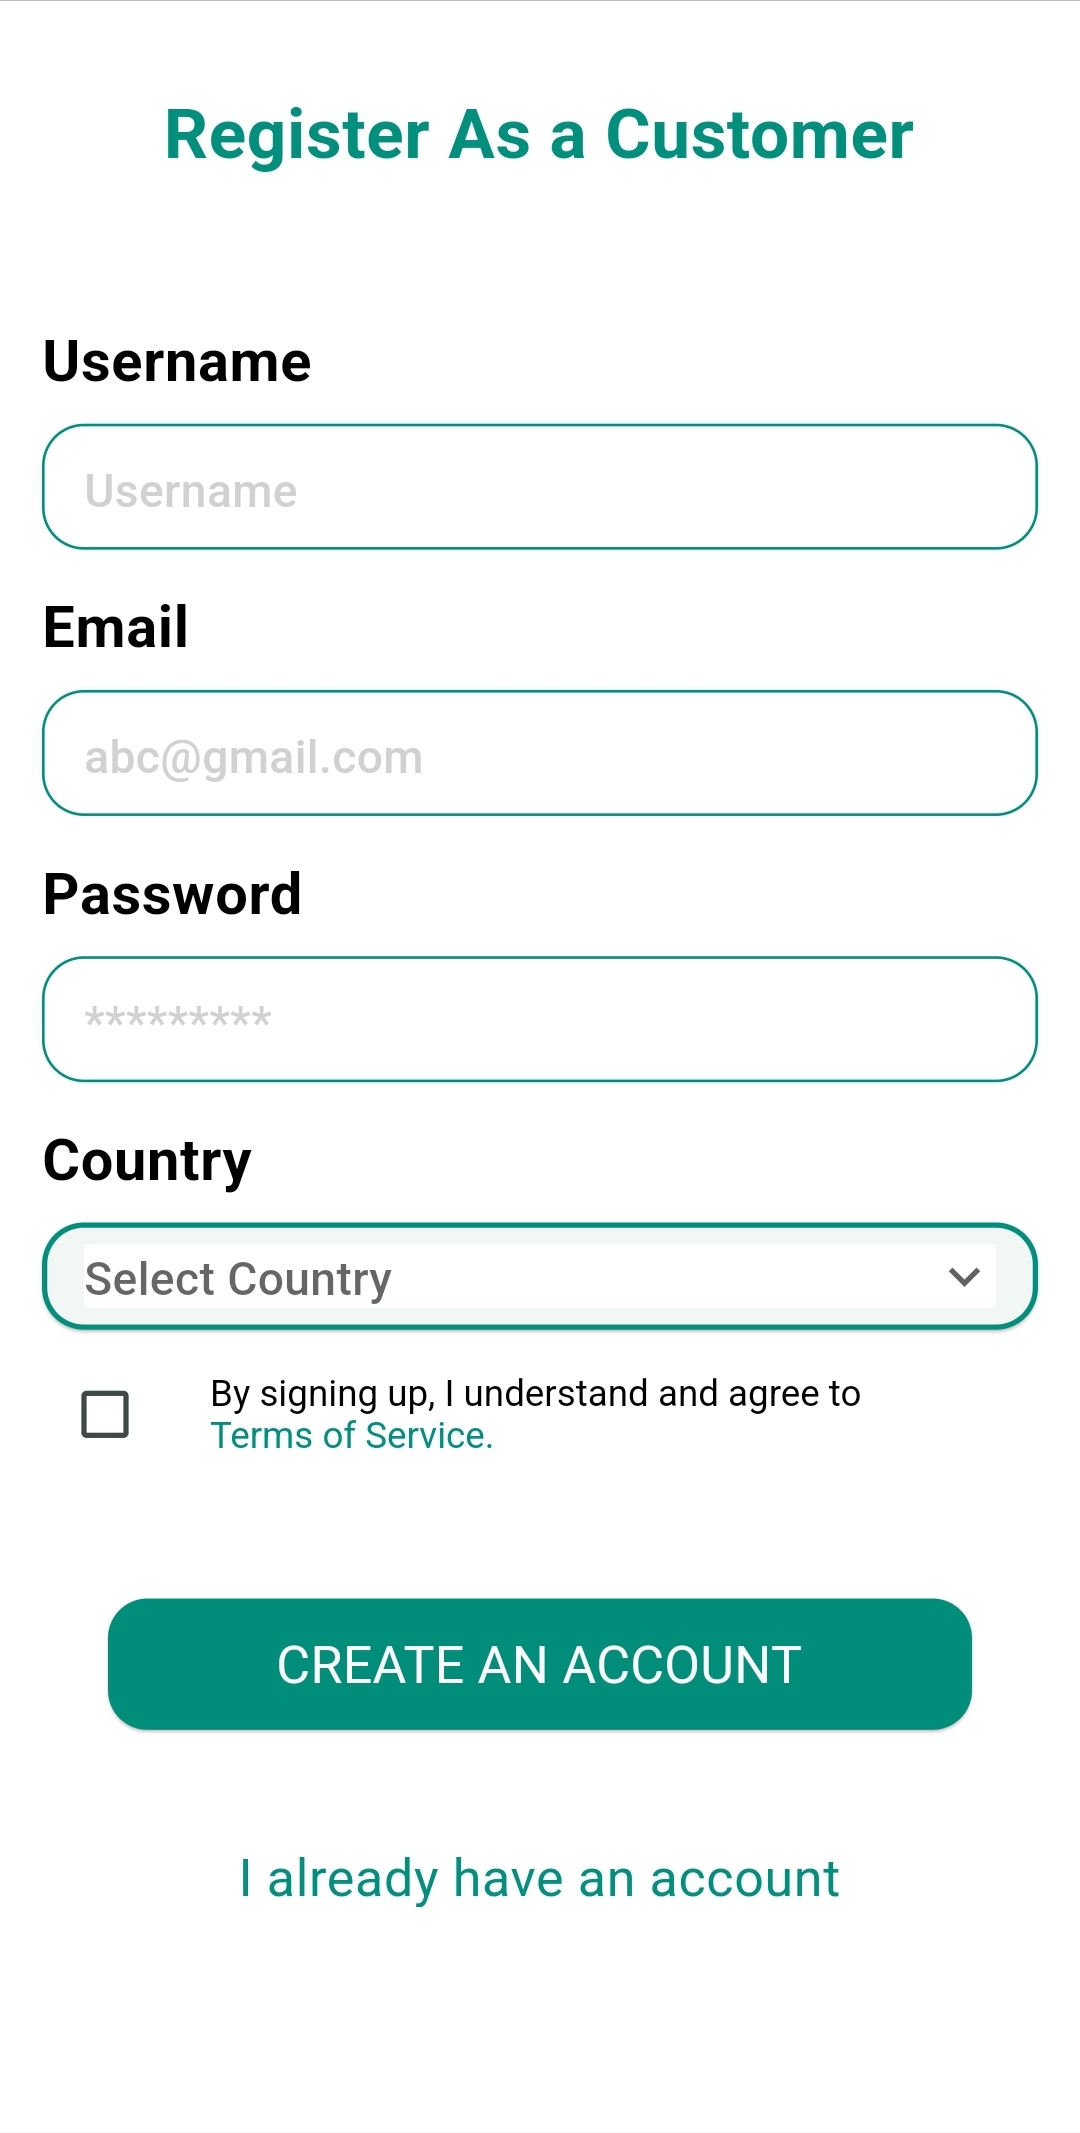 Register As a Customer
Username
Username
Email
abc@gmail.com
Password
*********
Country
Select Country
By signing up, I understand and agree to
Terms of Service.
CREATE AN ACCOUNT
I already have an account